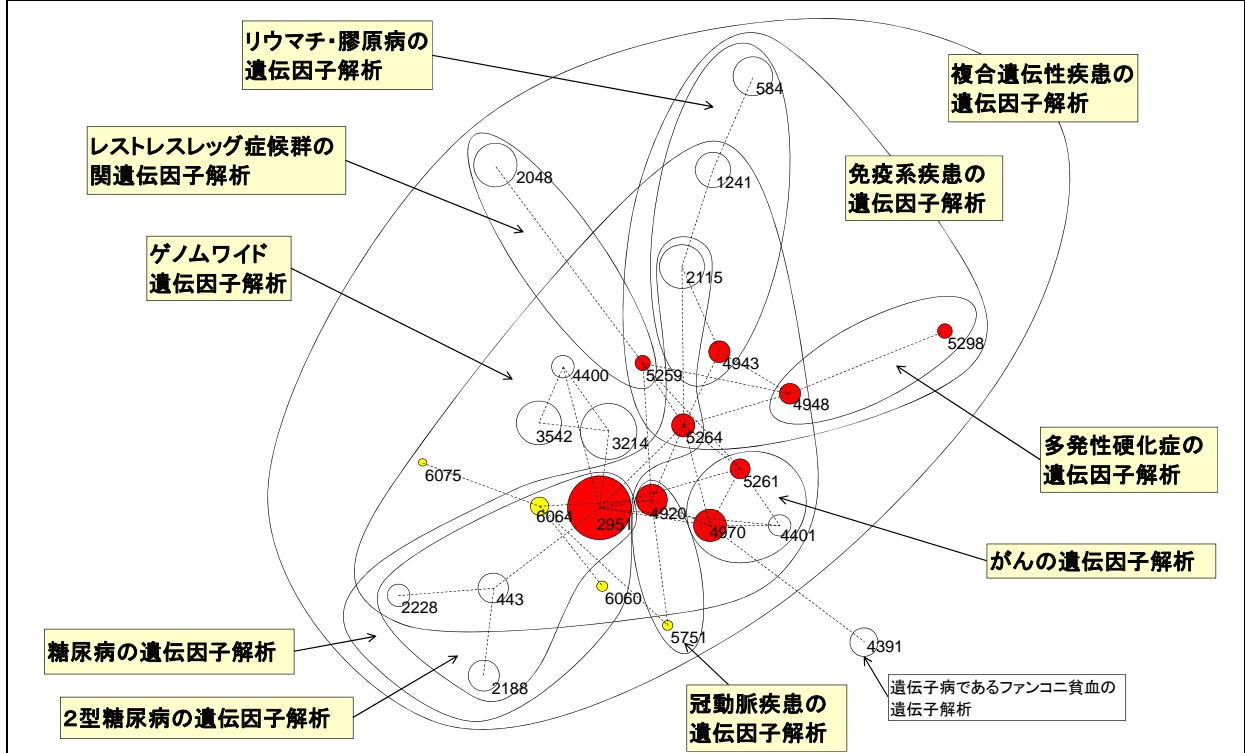 リウマチ・膠原病の
遺伝因子解析
複合遺伝性疾患の
遺伝因子解析
レストレスレッグ症候群の
関遺伝因子解析
免疫系疾患の
遺伝因子解析
ゲノムワイド
遺伝因子解析
584
2048
1241
2115
5298
4943
5259
4400
4948
3542
3214
5264
6075
5261
6064
2951
4920
4970
4401
多発性硬化症の
遺伝因子解析
がんの遺伝因子解析
2228
443
6060
5751
4391
2188
糖尿病の遺伝因子解析
2型糖尿病の遺伝因子解析
冠動脈疾患の
遺伝因子解析
遺伝子病であるファンコニ貧血の
遺伝子解析